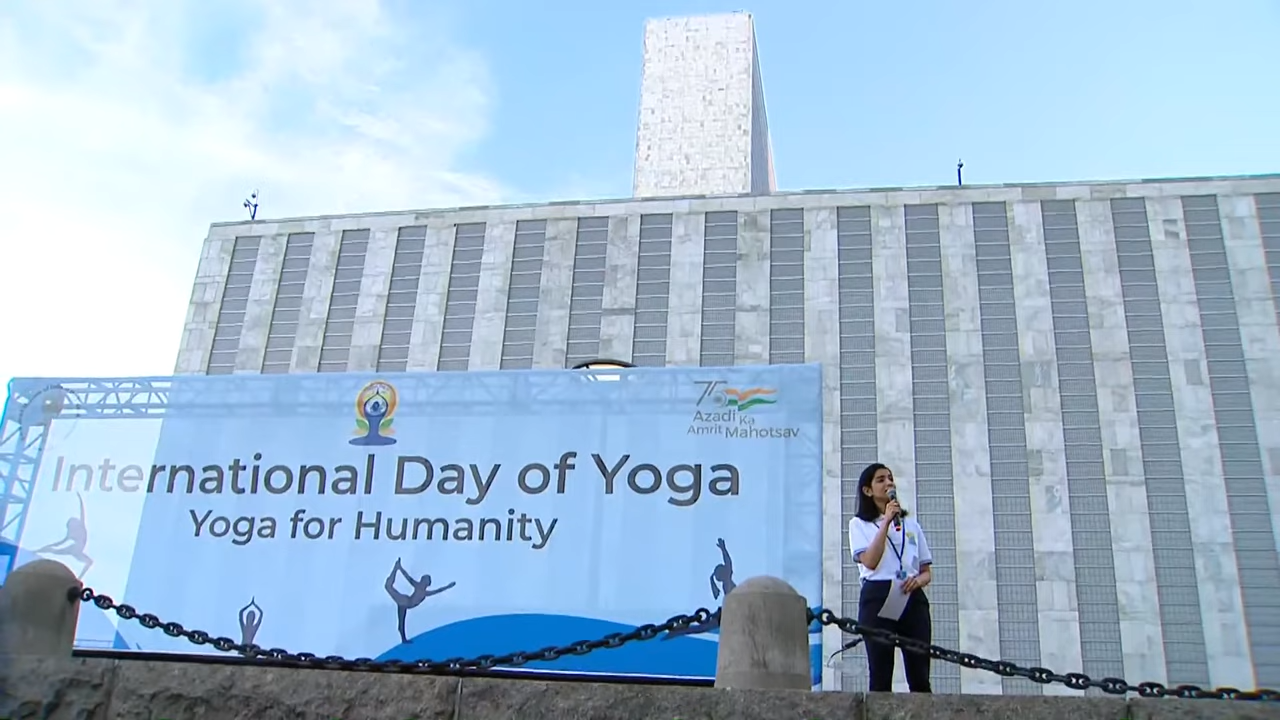 75
Azadi Ka
Amrit Mahotsav
International Day of Yoga
Yoga for Humanity